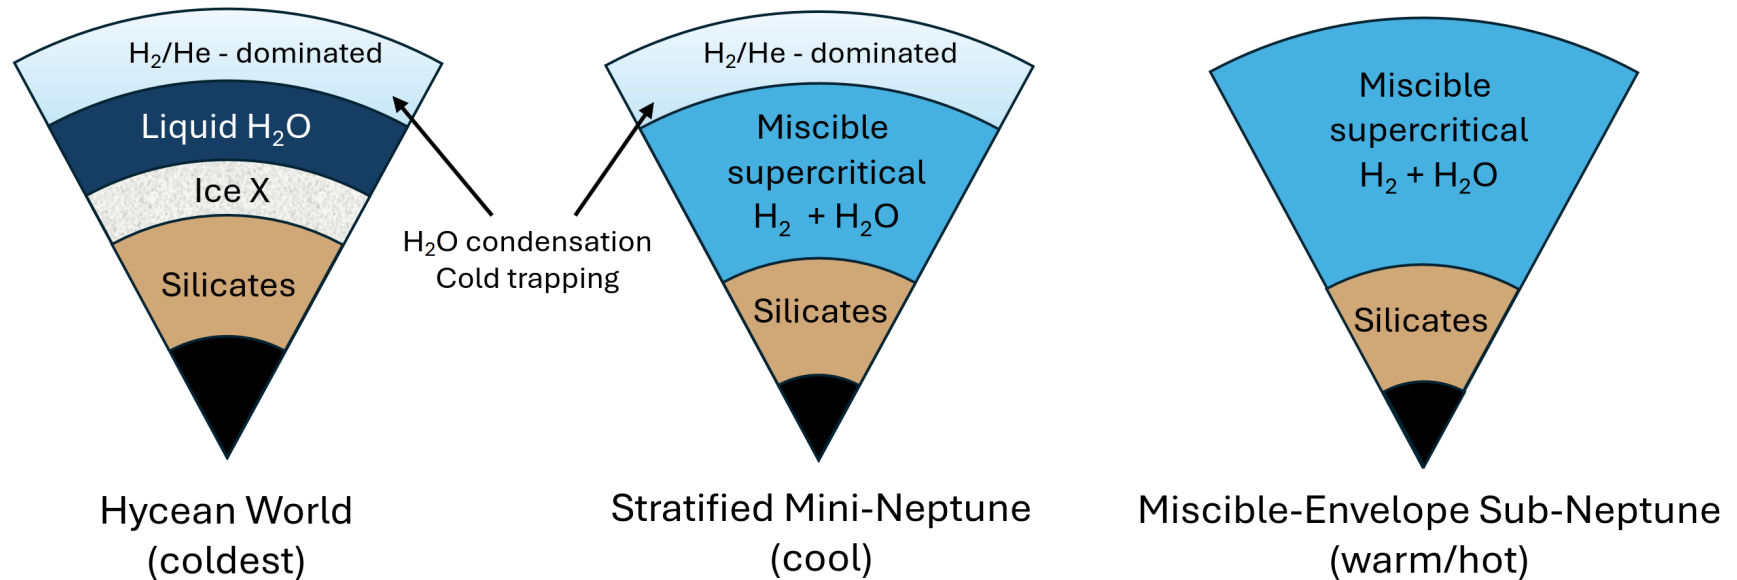 H₂/He - dominated
Liquid H₂O
Ice X
Silicates
H₂O condensation
Cold trapping
Hycean World
(coldest)
H₂/He - dominated
Miscible
supercritical
H₂ + H₂O
Silicates
Stratified Mini-Neptune
(cool)
Miscible
supercritical
H₂ + H₂O
Silicates
Miscible-Envelope Sub-Neptune
(warm/hot)